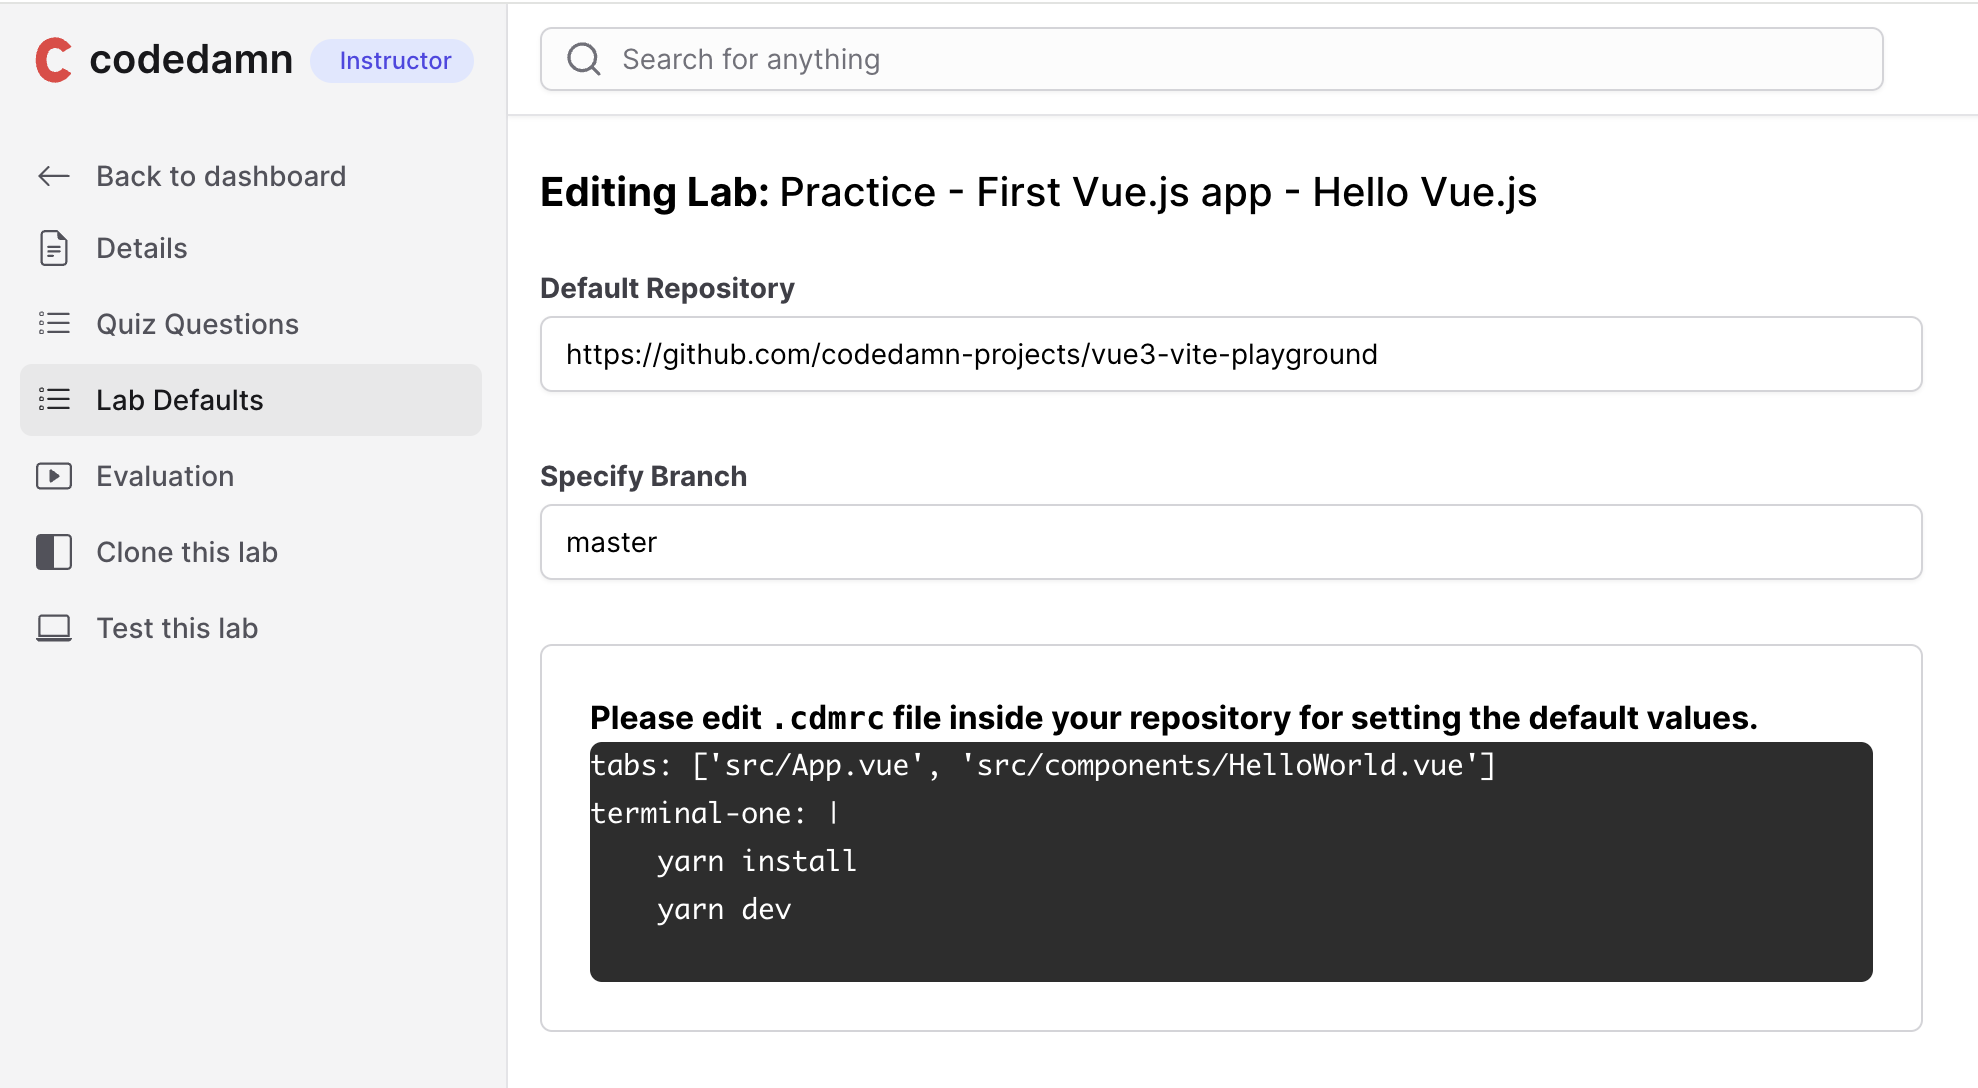 codedamn Instructor
Search for anything
Back to dashboard
Details
Quiz Questions
Lab Defaults
Evaluation
Clone this lab
Test this lab
Editing Lab: Practice - First Vue.js app - Hello Vue.js
Default Repository
https://github.com/codedamn-projects/vue3-vite-playground
Specify Branch
master
Please edit .cdmrc file inside your repository for setting the default values.
tabs: ['src/App.vue', 'src/components/HelloWorld.vue']
terminal-one: |
    yarn install
    yarn dev